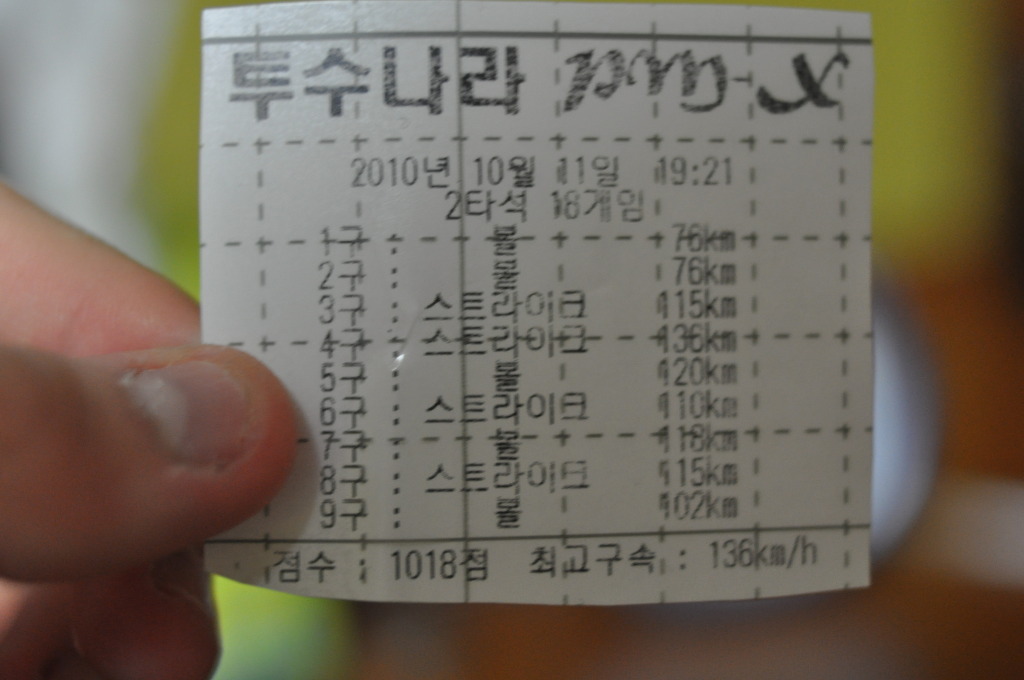 투수나라
2010년 10월 11일 19:21
2타석 18게임
1구 : 볼 76km
2구 : 볼 76km
3구 : 스트라이크 115km
4구 : 스트라이크 136km
5구 : 볼 120km
6구 : 스트라이크 110km
7구 : 볼 118km
8구 : 스트라이크 115km
9구 : 볼 102km
점수 : 1018점 최고구속 : 136km/h